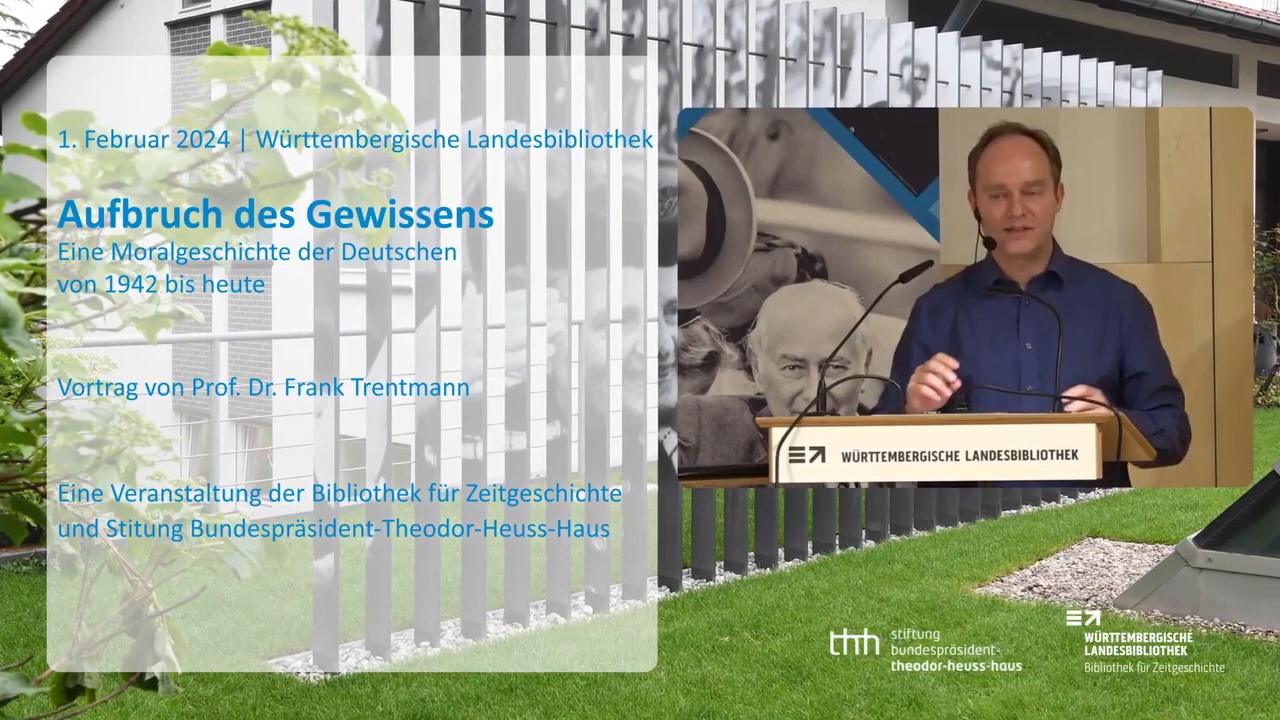 1. Februar 2024 | Württembergische Landesbibliothek
Aufbruch des Gewissens
Eine Moralgeschichte der Deutschen
von 1942 bis heute
Vortrag von Prof. Dr. Frank Trentmann
Eine Veranstaltung der Bibliothek für Zeitgeschichte
und Stitung Bundespräsident-Theodor-Heuss-Haus
WÜRTTEMBERGISCHE LANDESBIBLIOTHEK
thh
stiftung
bundespräsident-
theodor-heuss-haus
WÜRTTEMBERGISCHE
LANDESBIBLIOTHEK
Bibliothek für Zeitgeschichte